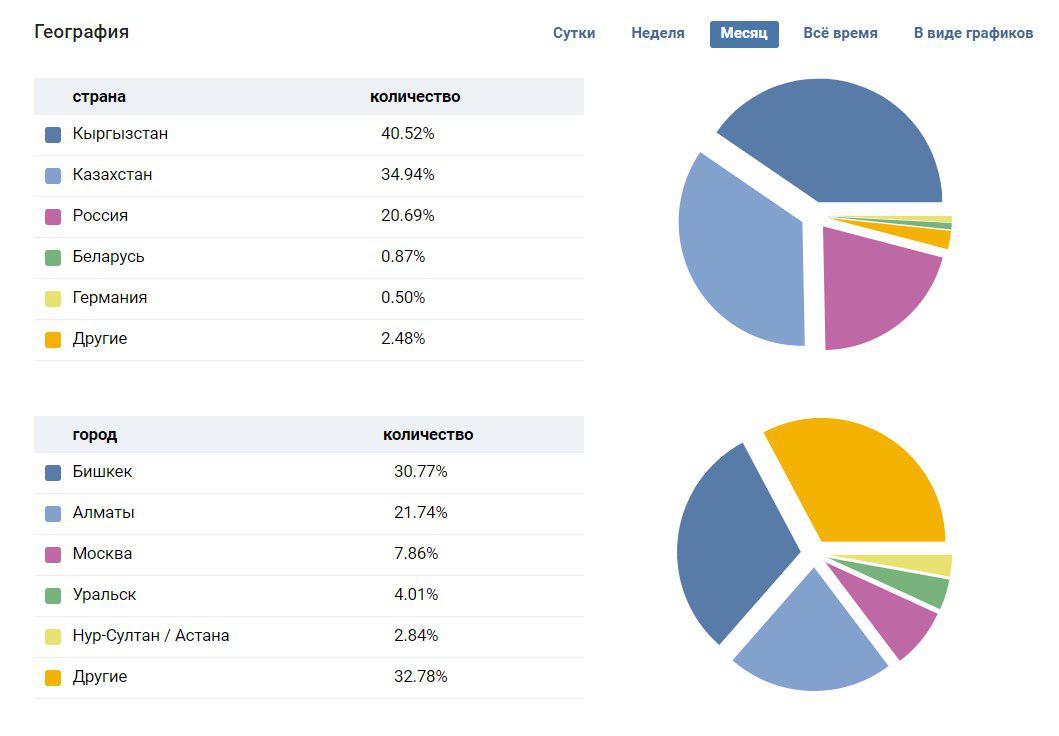 География Сутки Неделя Месяц Всё время В виде графиков
страна количество
Кыргызстан 40.52%
Казахстан 34.94%
Россия 20.69%
Беларусь 0.87%
Германия 0.50%
Другие 2.48%
город количество
Бишкек 30.77%
Алматы 21.74%
Москва 7.86%
Уральск 4.01%
Нур-Султан / Астана 2.84%
Другие 32.78%